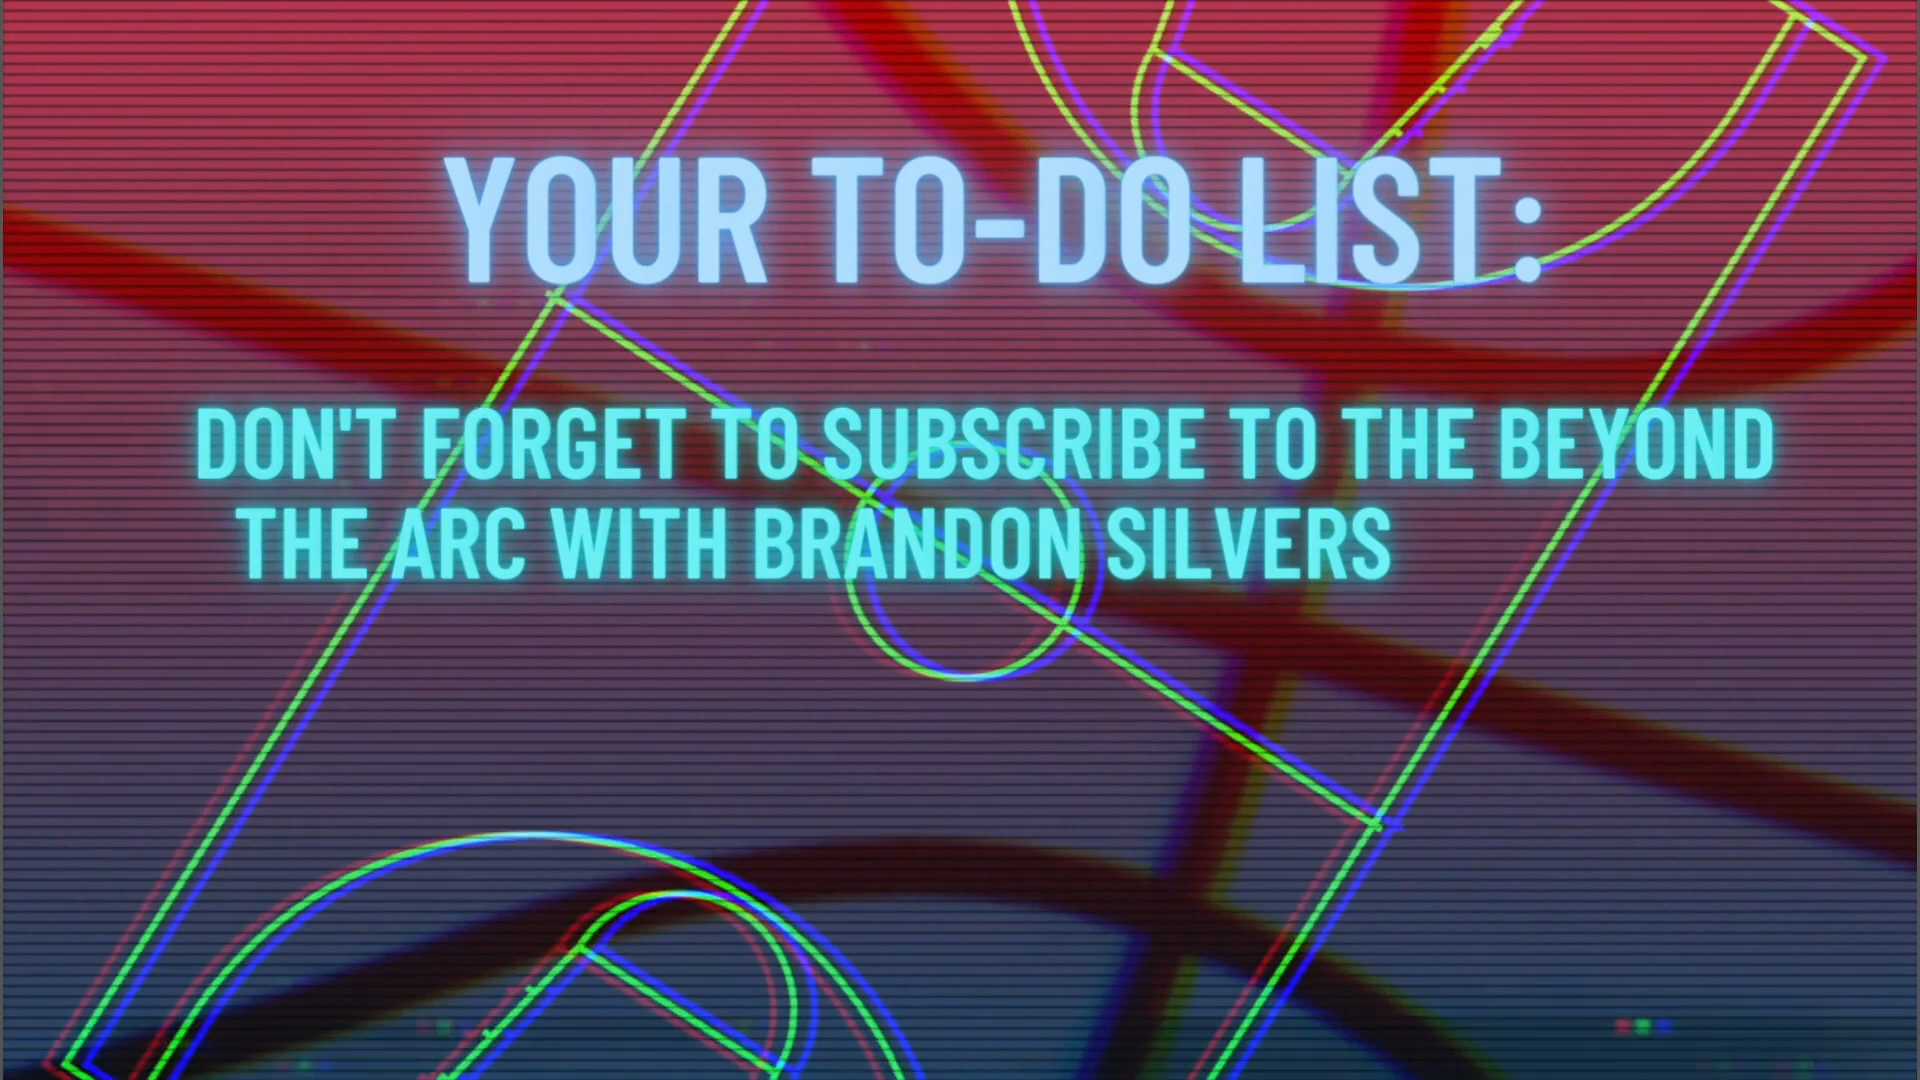 YOUR TO-DO LIST:
DON'T FORGET TO SUBSCRIBE TO THE BEYOND
THE ARC WITH BRANDON SILVERS